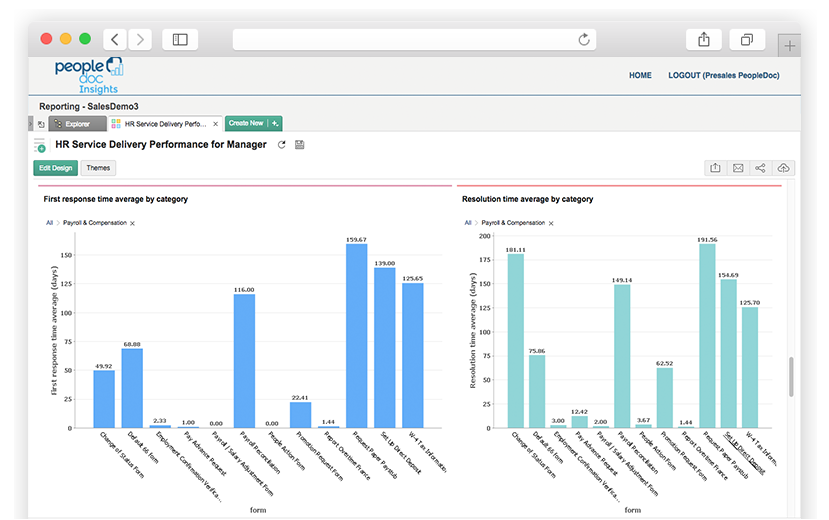 people
doc
Insights
HOME
LOGOUT (Presales PeopleDoc)
Reporting - SalesDemo3
Explorer
HR Service Delivery Perfo... ×
Create New
HR Service Delivery Performance for Manager
Edit Design
Themes
First response time average by category
All > Payroll & Compensation ×
First response time average (days)
150
125
100
75
50
25
0
49.92
68.88
2.33
1.00
0.00
116.00
0.00
22.41
1.44
159.67
139.00
125.65
Change of Status Form
Default 66 form
Employment Confirmation Verifica...
Pay Advance Request
Payroll / Salary Adjustment Form
Payroll Reconciliation
People Action Form
Promotion Request Form
Report Overtime France
Request Paper Paystub
Set Up Direct Deposit
W-4 Tax Information
form
Resolution time average by category
All > Payroll & Compensation ×
Resolution time average (days)
200
175
150
125
100
75
50
25
0
181.11
75.86
3.00
12.42
2.00
149.14
3.67
62.52
1.44
191.56
154.69
125.70
Change of Status Form
Default 66 form
Employment Confirmation Verifica...
Pay Advance Request
Payroll / Salary Adjustment Form
Payroll Reconciliation
People Action Form
Promotion Request Form
Report Overtime France
Request Paper Paystub
Set Up Direct Deposit
W-4 Tax Informa
form